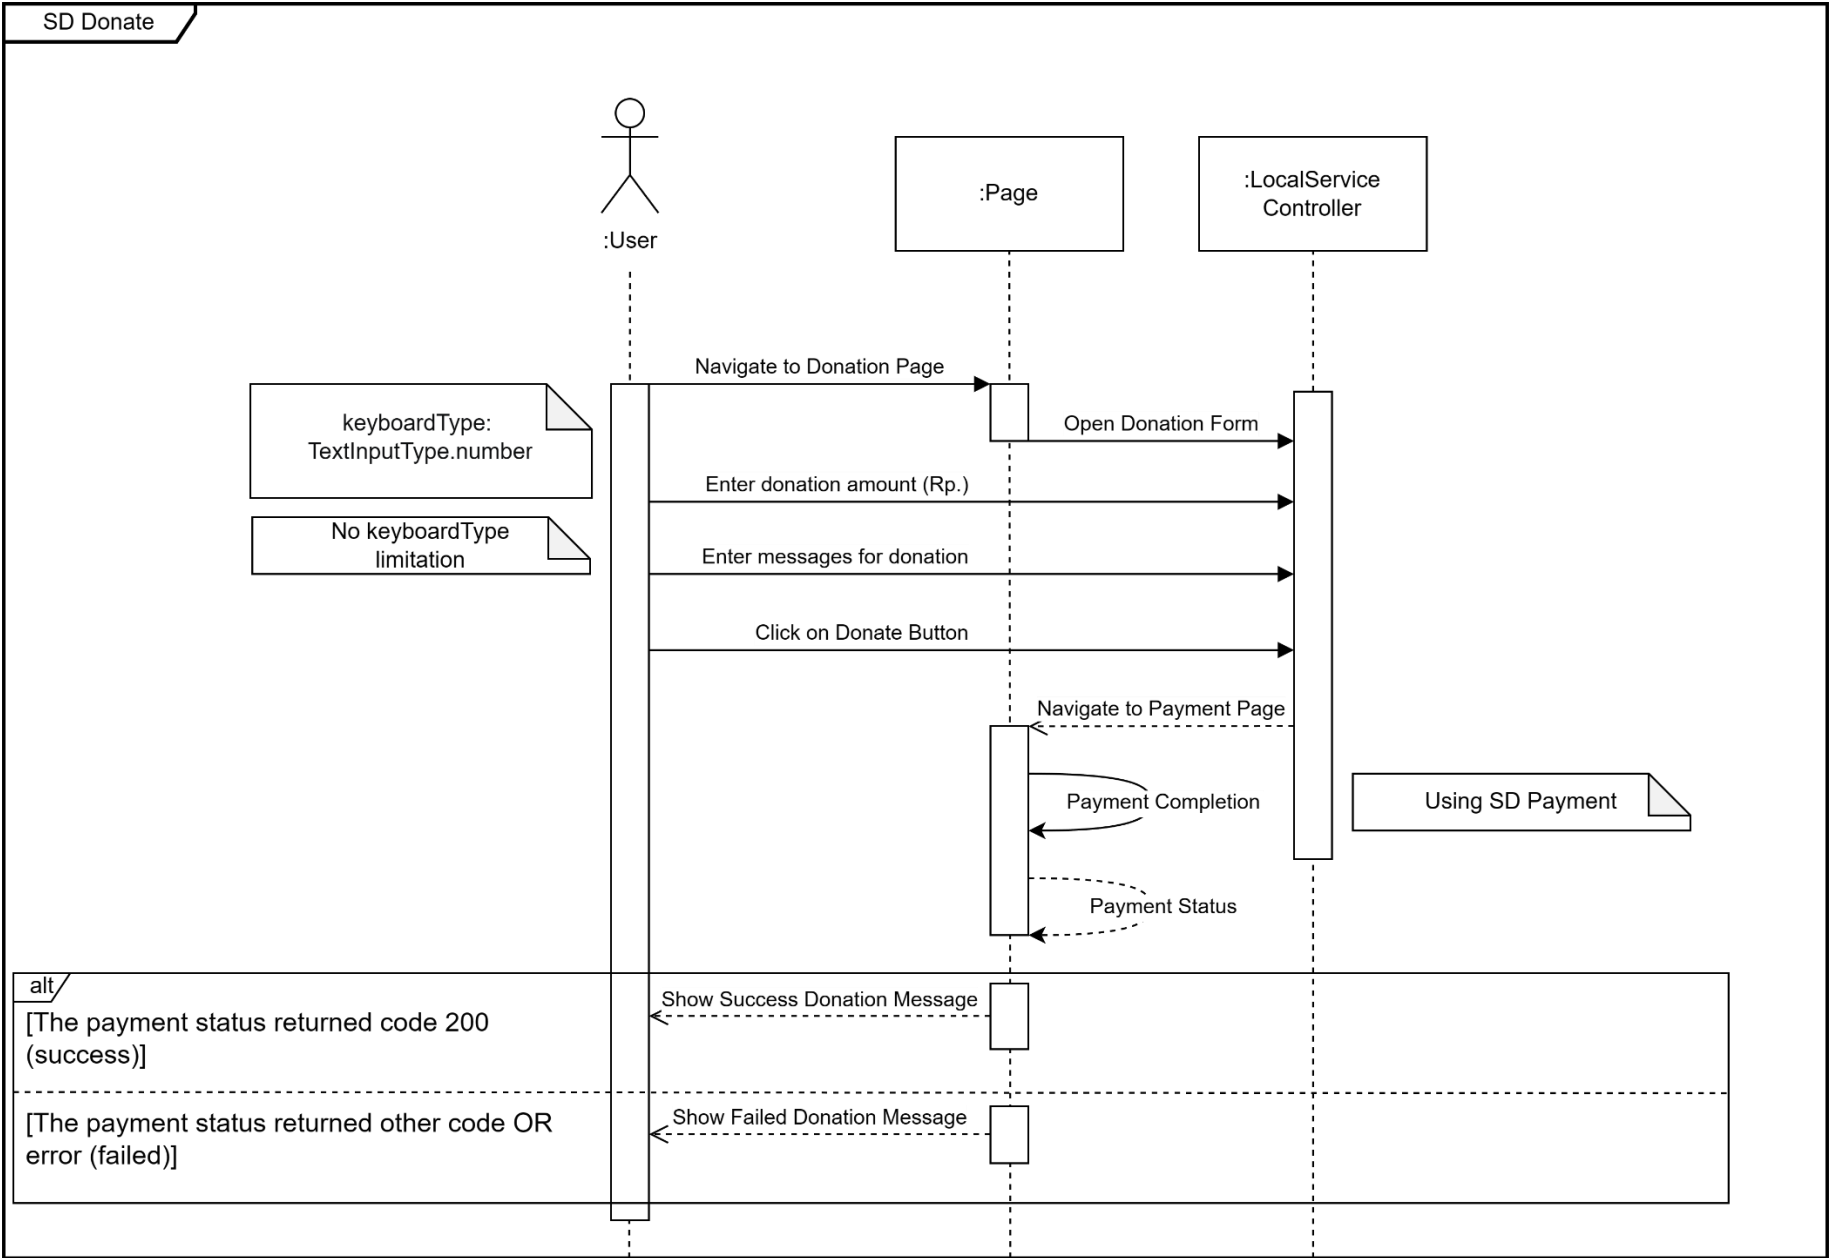 SD Donate
:User
:Page
:LocalService
Controller
Navigate to Donation Page
keyboardType:
TextInputType.number
Open Donation Form
Enter donation amount (Rp.)
No keyboardType
limitation
Enter messages for donation
Click on Donate Button
Navigate to Payment Page
Payment Completion
Using SD Payment
Payment Status
alt
Show Success Donation Message
[The payment status returned code 200
(success)]
Show Failed Donation Message
[The payment status returned other code OR
error (failed)]